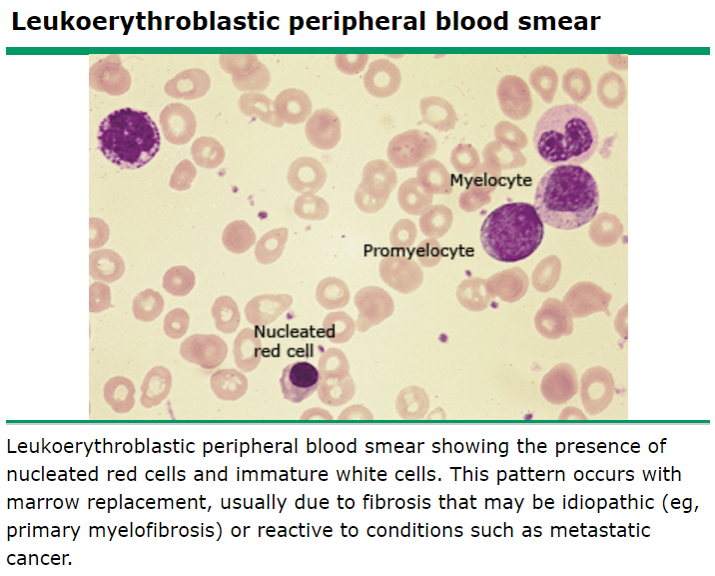 Leukoerythroblastic peripheral blood smear
Myelocyte
Promyelocyte
Nucleated
red cell
Leukoerythroblastic peripheral blood smear showing the presence of
nucleated red cells and immature white cells. This pattern occurs with
marrow replacement, usually due to fibrosis that may be idiopathic (eg,
primary myelofibrosis) or reactive to conditions such as metastatic
cancer.